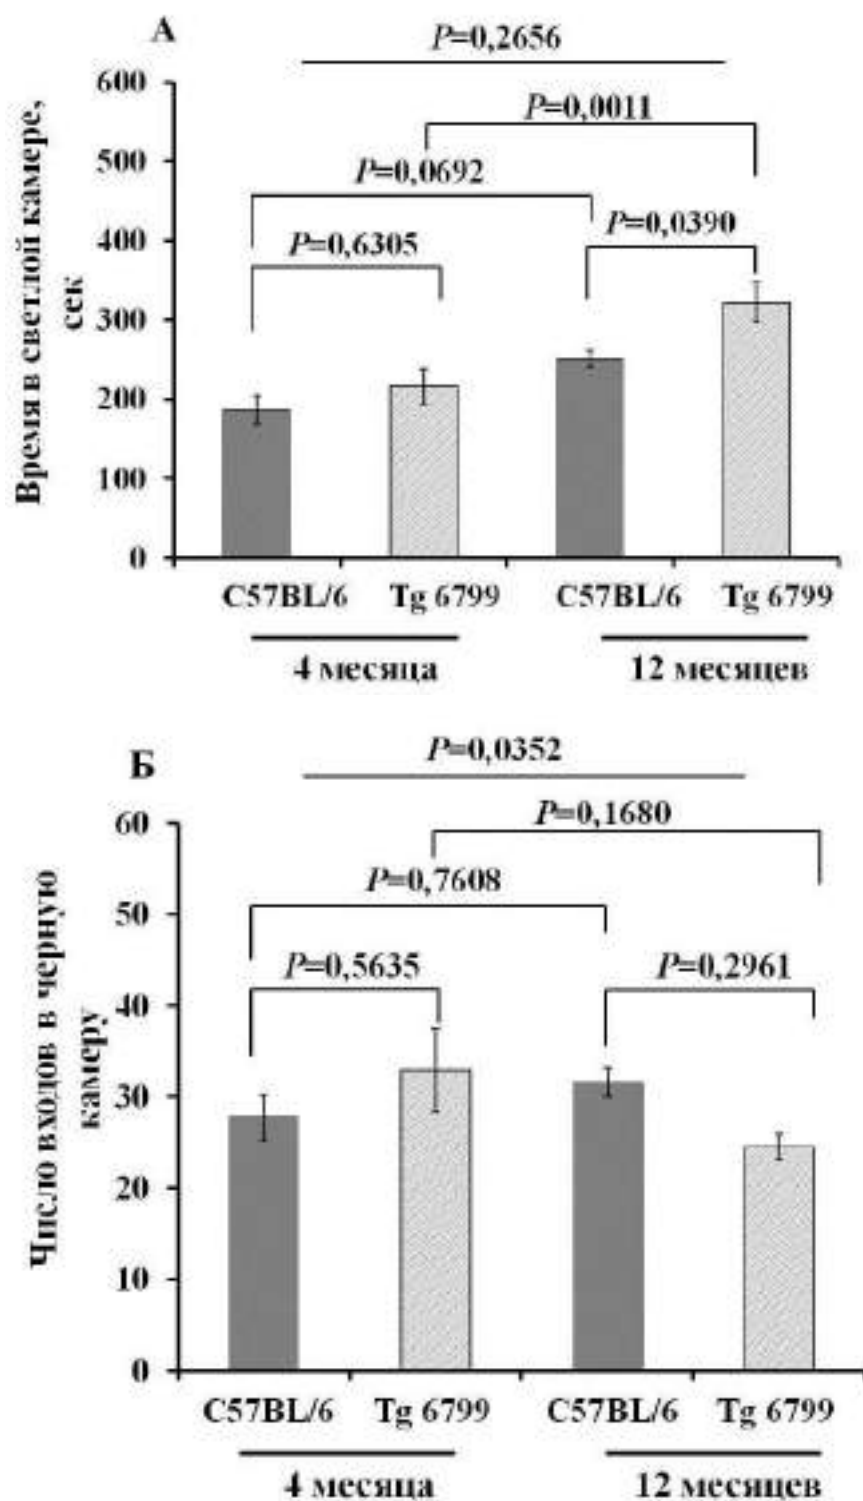 А
P=0,2656
Время в светлой камере,
сек
600
500
400
300
200
100
0
P=0,0011
P=0,0692
P=0,0390
P=0,6305
C57BL/6 Tg 6799 C57BL/6 Tg 6799
4 месяца 12 месяцев
Б
P=0,0352
Число входов в черную
камеру
60
50
40
30
20
10
0
P=0,1680
P=0,7608
P=0,5635 P=0,2961
C57BL/6 Tg 6799 C57BL/6 Tg 6799
4 месяца 12 месяцев